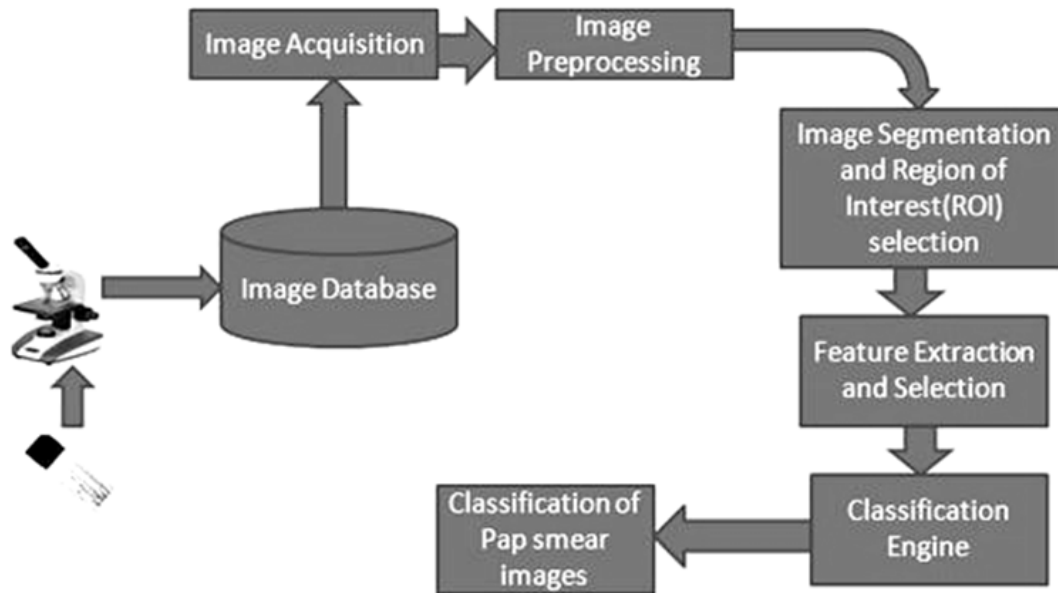 Image Acquisition
Image
Preprocessing
Image Segmentation
and Region of
Interest(ROI)
selection
Image Database
Feature Extraction
and Selection
Classification
Engine
Classification of
Pap smear
images